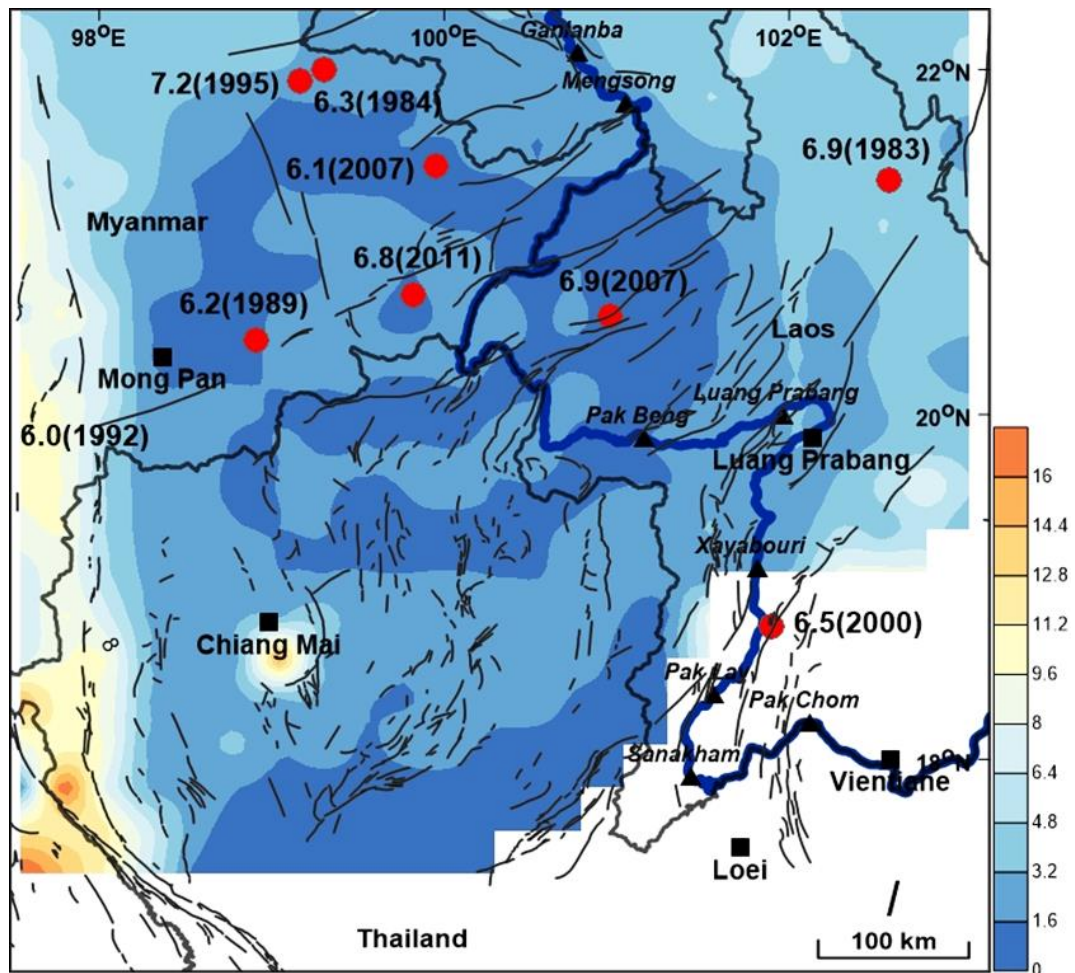 98°E
100°E
102°E
Ganlanba
22°N
7.2(1995)
6.3(1984)
Mengsong
6.1(2007)
6.9(1983)
Myanmar
6.8(2011)
6.9(2007)
6.2(1989)
Laos
Mong Pan
Luang Prabang
Pak Beng
20°N
6.0(1992)
Luang Prabang
16
14.4
Xayabouri
12.8
Chiang Mai
6.5(2000)
11.2
8
9.6
Pak Lay
Pak Chom
8
Sanakham
18°N
6.4
Vientiane
4.8
Loei
3.2
1.6
Thailand
100 km
0